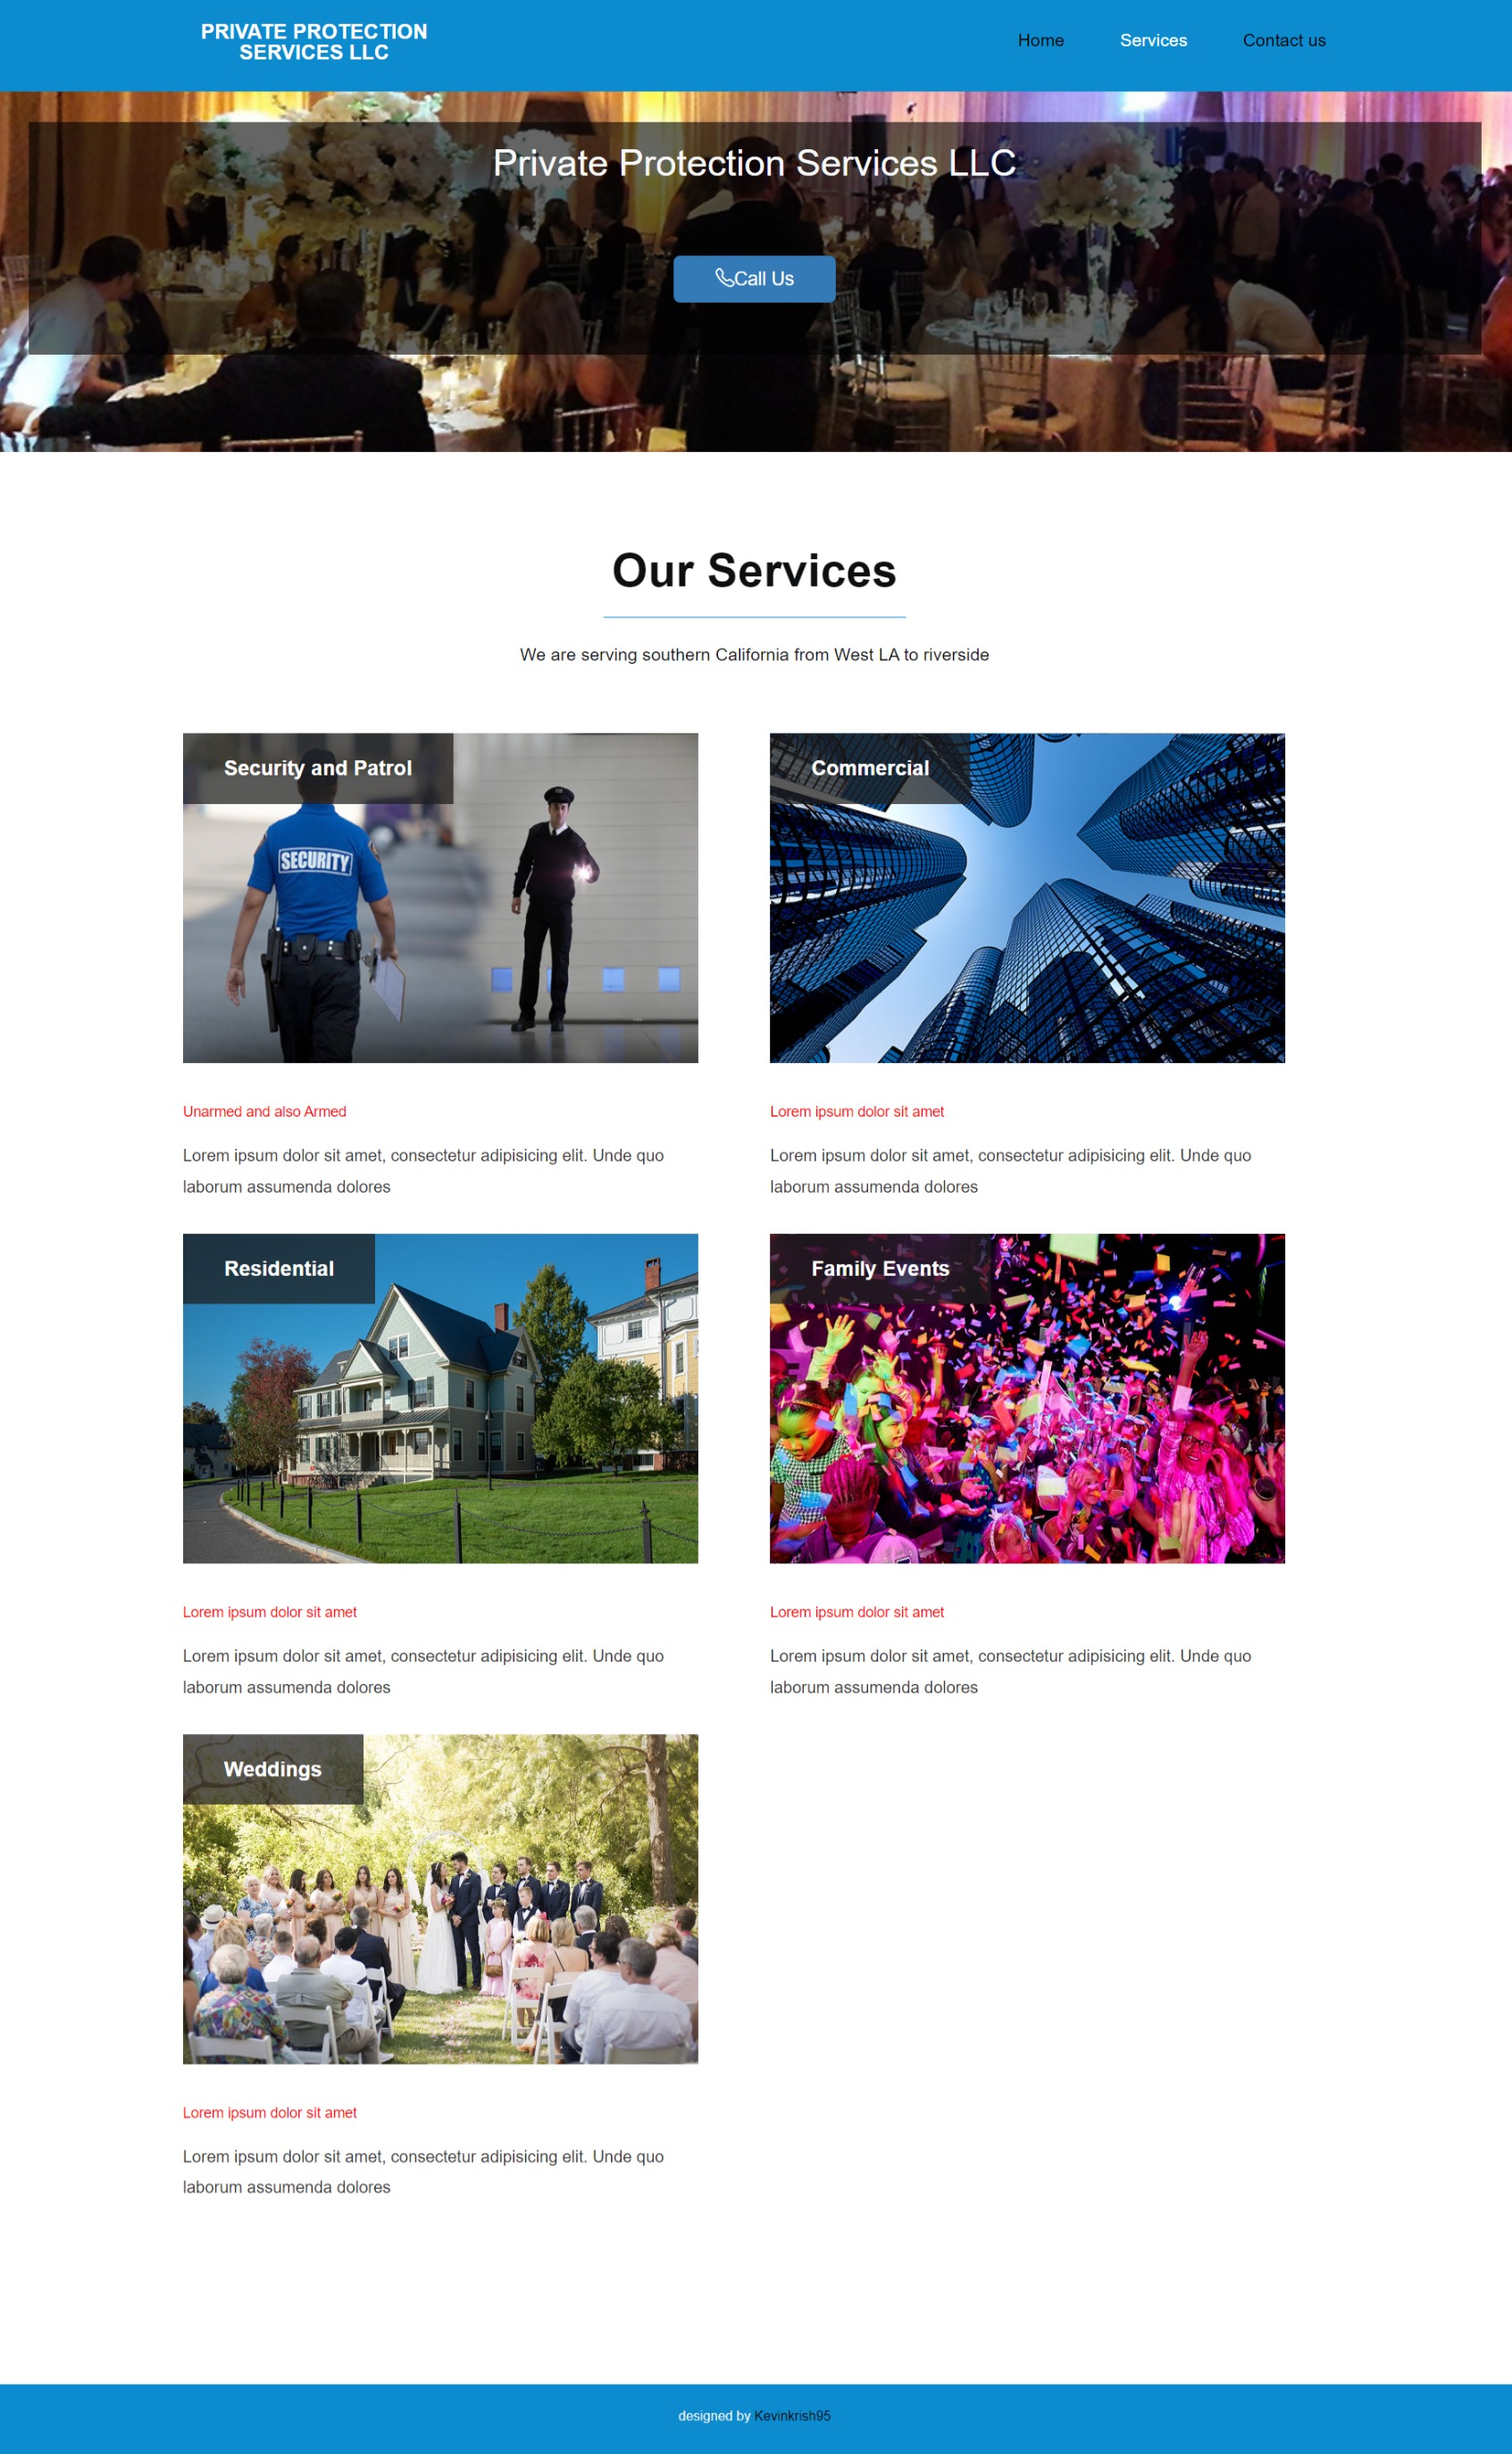 PRIVATE PROTECTION
SERVICES LLC
Home
Services
Contact us
Private Protection Services LLC
Call Us
Our Services
We are serving southern California from West LA to riverside
Security and Patrol
SECURITY
Commercial
Unarmed and also Armed
Lorem ipsum dolor sit amet, consectetur adipisicing elit. Unde quo
laborum assumenda dolores
Lorem ipsum dolor sit amet
Lorem ipsum dolor sit amet, consectetur adipisicing elit. Unde quo
laborum assumenda dolores
Residential
Family Events
Lorem ipsum dolor sit amet
Lorem ipsum dolor sit amet, consectetur adipisicing elit. Unde quo
laborum assumenda dolores
Lorem ipsum dolor sit amet
Lorem ipsum dolor sit amet, consectetur adipisicing elit. Unde quo
laborum assumenda dolores
Weddings
Lorem ipsum dolor sit amet
Lorem ipsum dolor sit amet, consectetur adipisicing elit. Unde quo
laborum assumenda dolores
designed by Kevinkrish95